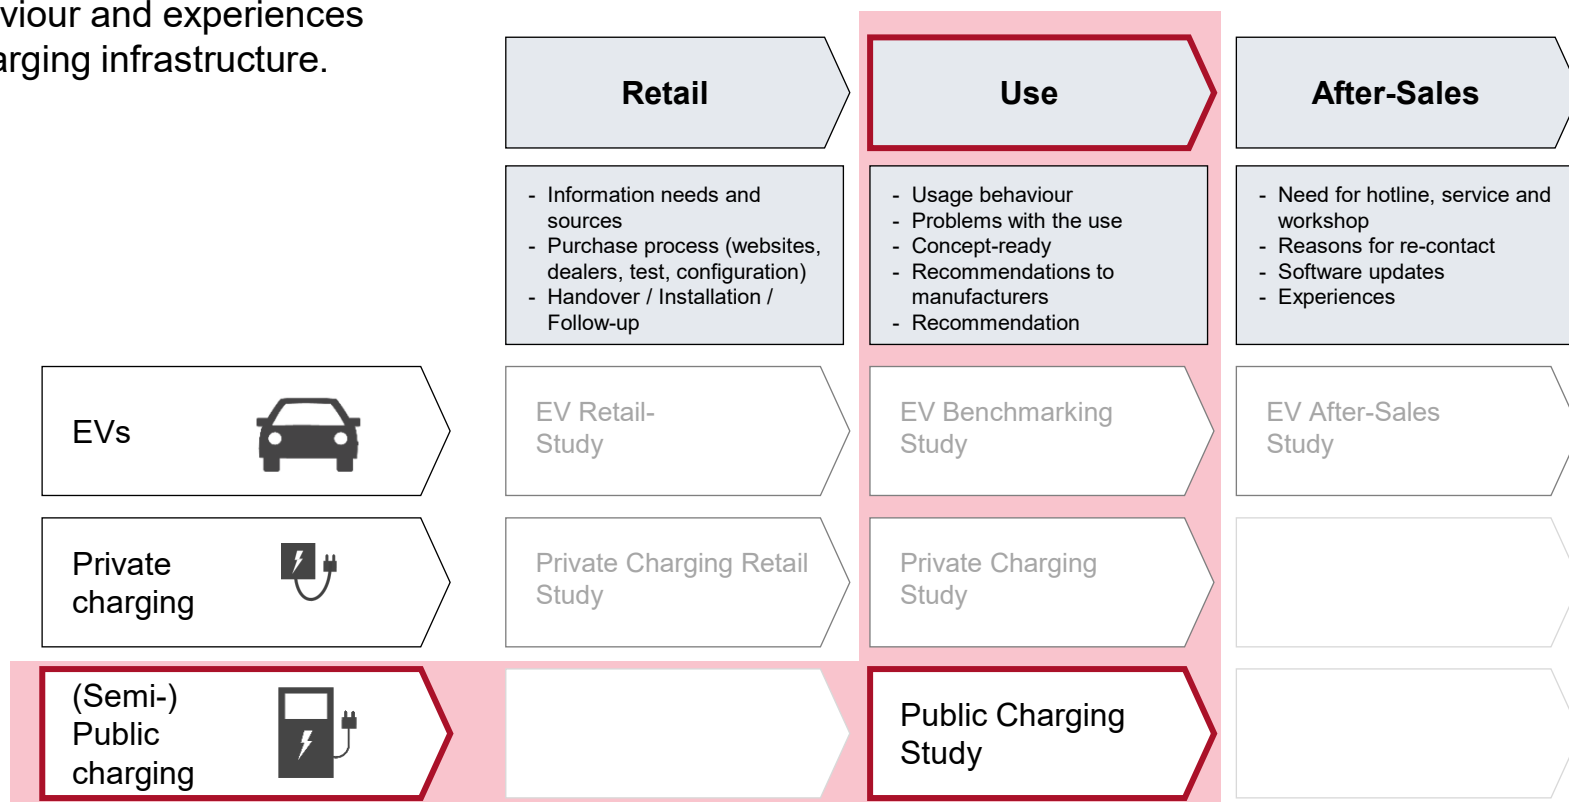 viour and experiences
arging infrastructure.
Retail
Use
After-Sales
- Information needs and
sources
- Purchase process (websites,
dealers, test, configuration)
- Handover / Installation /
Follow-up
- Usage behaviour
- Problems with the use
- Concept-ready
- Recommendations to
manufacturers
- Recommendation
- Need for hotline, service and
workshop
- Reasons for re-contact
- Software updates
- Experiences
EVs
EV Retail-
Study
EV Benchmarking
Study
EV After-Sales
Study
Private
charging
Private Charging Retail
Study
Private Charging
Study
(Semi-)
Public
charging
Public Charging
Study